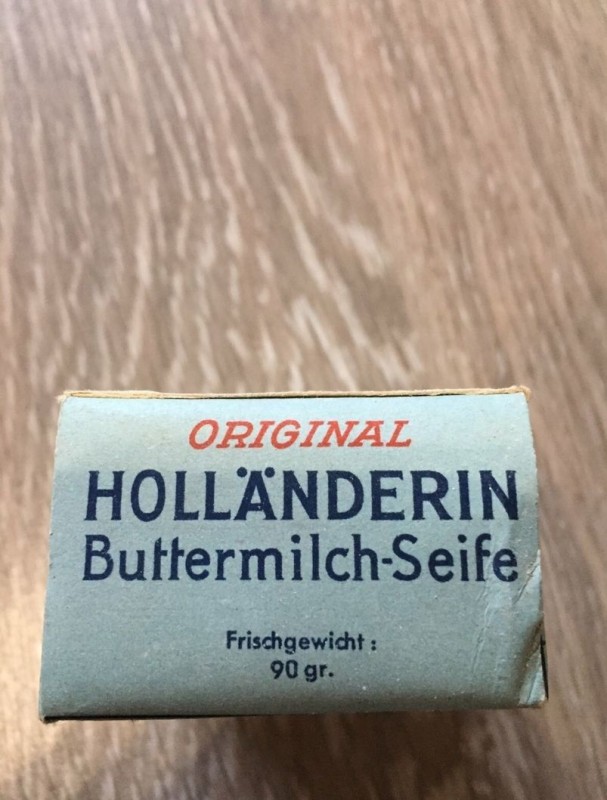 ORIGINAL
HOLLÄNDERIN
Buttermilch-Seife
Frischgewicht:
90 gr.